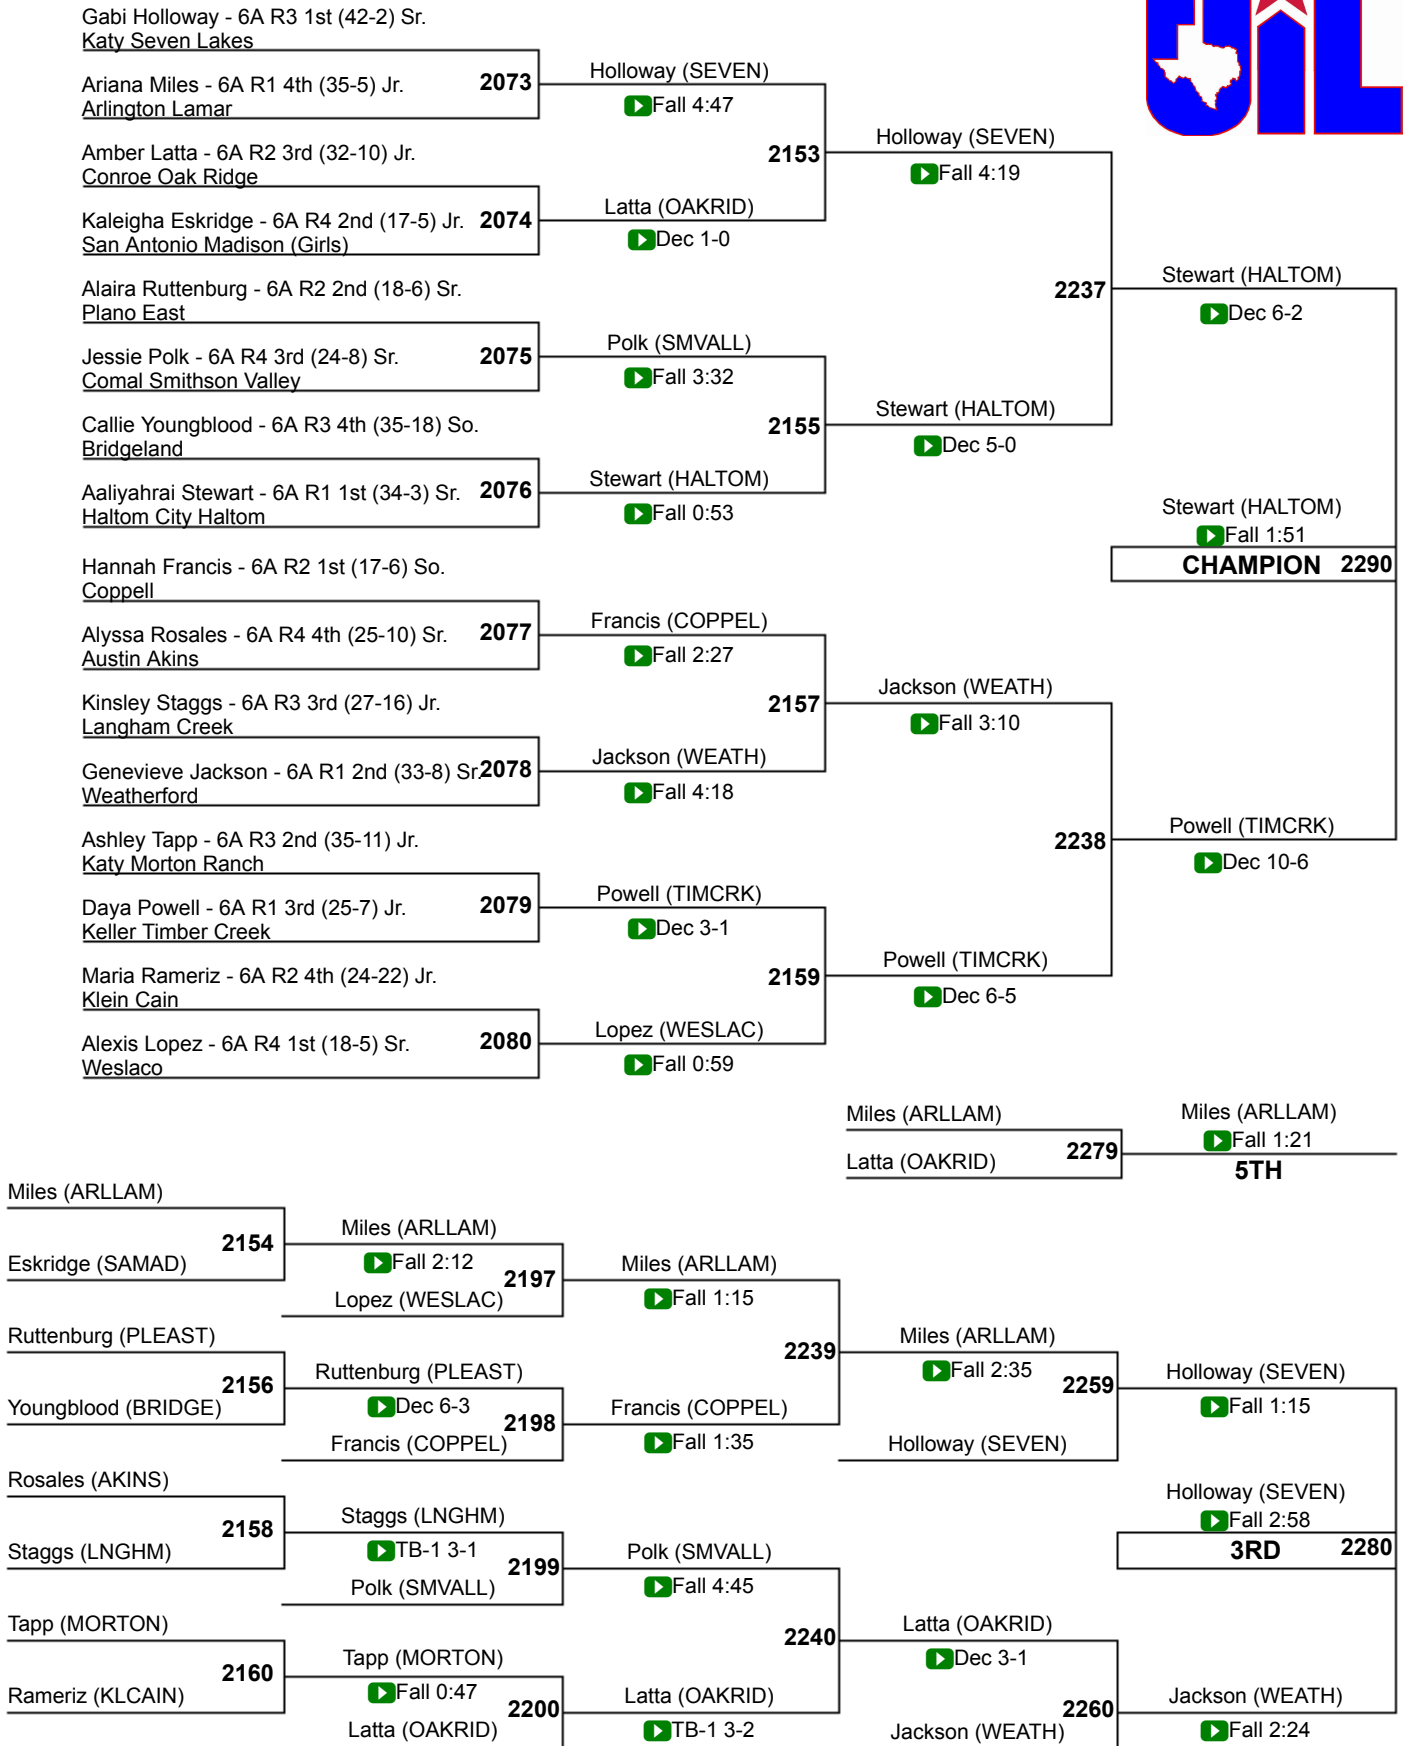 UIL
Gabi Holloway - 6A R3 1st (42-2) Sr.
Katy Seven Lakes
2073
Ariana Miles - 6A R1 4th (35-5) Jr.
Arlington Lamar
Holloway (SEVEN)
Fall 4:47
Amber Latta - 6A R2 3rd (32-10) Jr.
Conroe Oak Ridge
2074
Kaleigha Eskridge - 6A R4 2nd (17-5) Jr.
San Antonio Madison (Girls)
Latta (OAKRID)
Dec 1-0
2153
Holloway (SEVEN)
Fall 4:19
Alaira Ruttenburg - 6A R2 2nd (18-6) Sr.
Plano East
2075
Jessie Polk - 6A R4 3rd (24-8) Sr.
Comal Smithson Valley
Polk (SMVALL)
Fall 3:32
Callie Youngblood - 6A R3 4th (35-18) So.
Bridgeland
2076
Aaliyahrai Stewart - 6A R1 1st (34-3) Sr.
Haltom City Haltom
Stewart (HALTOM)
Fall 0:53
2155
Stewart (HALTOM)
Dec 5-0
2237
Stewart (HALTOM)
Dec 6-2
Stewart (HALTOM)
Fall 1:51
CHAMPION 2290
Hannah Francis - 6A R2 1st (17-6) So.
Coppell
2077
Alyssa Rosales - 6A R4 4th (25-10) Sr.
Austin Akins
Francis (COPPEL)
Fall 2:27
Kinsley Staggs - 6A R3 3rd (27-16) Jr.
Langham Creek
2078
Genevieve Jackson - 6A R1 2nd (33-8) Sr.
Weatherford
Jackson (WEATH)
Fall 4:18
2157
Jackson (WEATH)
Fall 3:10
Ashley Tapp - 6A R3 2nd (35-11) Jr.
Katy Morton Ranch
2079
Daya Powell - 6A R1 3rd (25-7) Jr.
Keller Timber Creek
Powell (TIMCRK)
Dec 3-1
Maria Rameriz - 6A R2 4th (24-22) Jr.
Klein Cain
2080
Alexis Lopez - 6A R4 1st (18-5) Sr.
Weslaco
Lopez (WESLAC)
Fall 0:59
2159
Powell (TIMCRK)
Dec 6-5
2238
Powell (TIMCRK)
Dec 10-6
Miles (ARLLAM)
Latta (OAKRID)
2279
Miles (ARLLAM)
Fall 1:21
5TH
Miles (ARLLAM)
2154
Eskridge (SAMAD)
Miles (ARLLAM)
Fall 2:12
2197
Lopez (WESLAC)
Miles (ARLLAM)
Fall 1:15
Ruttenburg (PLEAST)
2156
Youngblood (BRIDGE)
Ruttenburg (PLEAST)
Dec 6-3
2198
Francis (COPPEL)
Francis (COPPEL)
Fall 1:35
2239
Miles (ARLLAM)
Fall 2:35
2259
Holloway (SEVEN)
Holloway (SEVEN)
Fall 1:15
Holloway (SEVEN)
Fall 2:58
3RD 2280
Rosales (AKINS)
2158
Staggs (LNGHM)
Staggs (LNGHM)
TB-1 3-1
2199
Polk (SMVALL)
Polk (SMVALL)
Fall 4:45
Tapp (MORTON)
2160
Rameriz (KLCAIN)
Tapp (MORTON)
Fall 0:47
2200
Latta (OAKRID)
Latta (OAKRID)
TB-1 3-2
2240
Latta (OAKRID)
Dec 3-1
2260
Jackson (WEATH)
Jackson (WEATH)
Fall 2:24